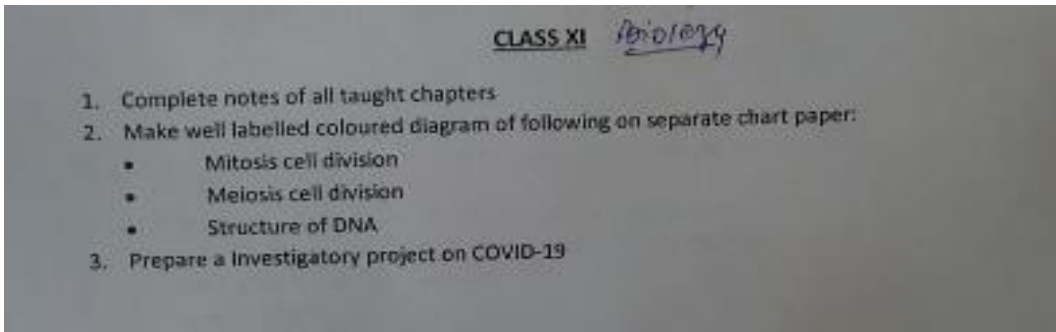 CLASS XI Biology
1. Complete notes of all taught chapters
2. Make well labelled coloured diagram of following on separate chart paper:
• Mitosis cell division
• Meiosis cell division
• Structure of DNA
3. Prepare a Investigatory project on COVID-19